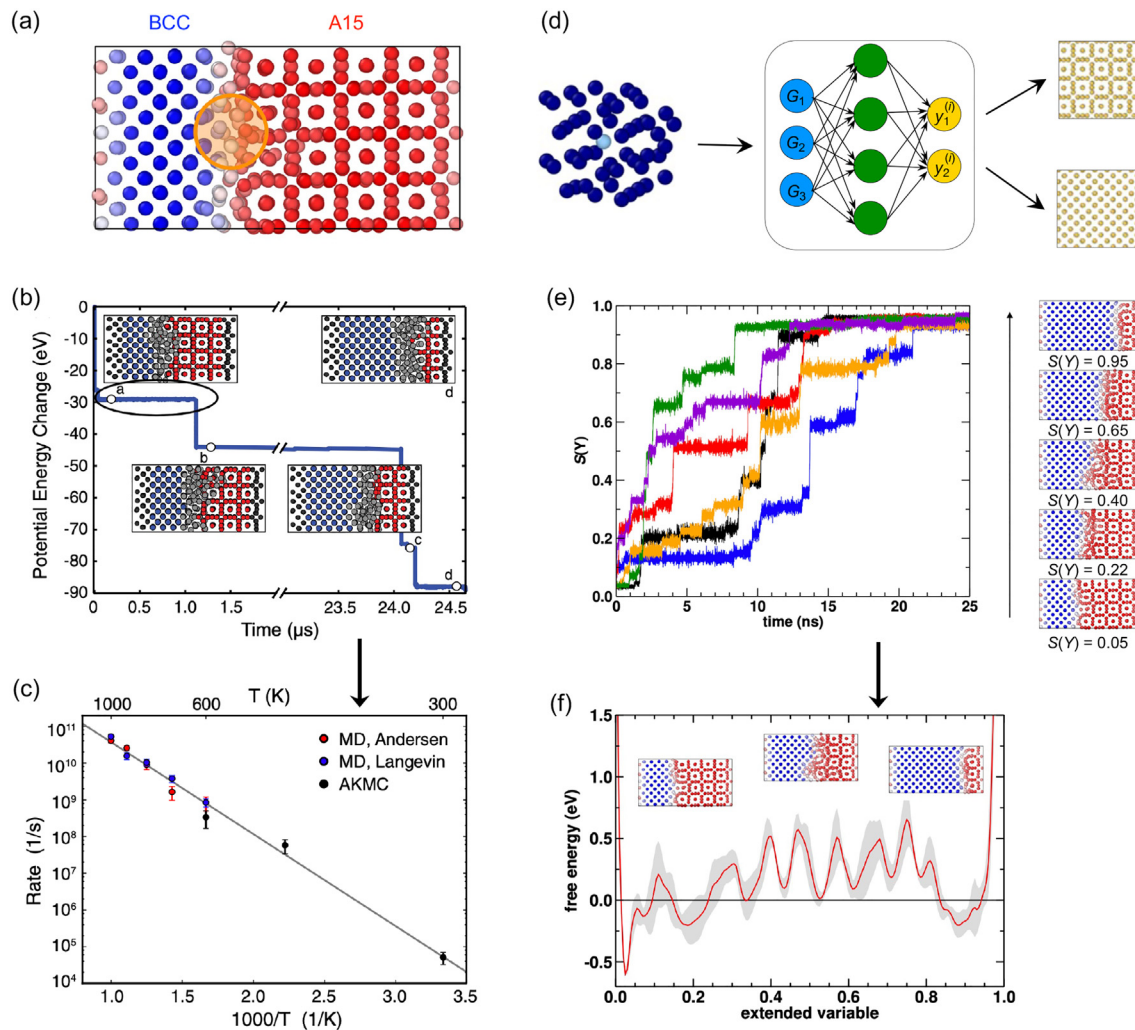 (a)
BCC
A15
(d)
G1
G2
G3
y1(i)
y2(i)
(b)
0
-10
-20
-30
-40
-50
-60
-70
-80
-90
Potential Energy Change (eV)
a
b
c
d
d
0
0.5
1.0
1.5
23.5
24.1
24.5
Time (μs)
(e)
1.0
0.8
0.6
0.4
0.2
0.0
S(Y)
0
5
10
15
20
25
time (ns)
S(Y) = 0.95
S(Y) = 0.65
S(Y) = 0.40
S(Y) = 0.22
S(Y) = 0.05
(c)
T (K)
1000
600
300
10^11
10^10
10^9
10^8
10^7
10^6
10^5
10^4
Rate (1/s)
MD, Andersen
MD, Langevin
AKMC
1.0
1.5
2.0
2.5
3.0
3.5
1000/T (1/K)
(f)
1.5
1.0
0.5
0.0
-0.5
free energy (eV)
0.0
0.2
0.4
0.6
0.8
1.0
extended variable